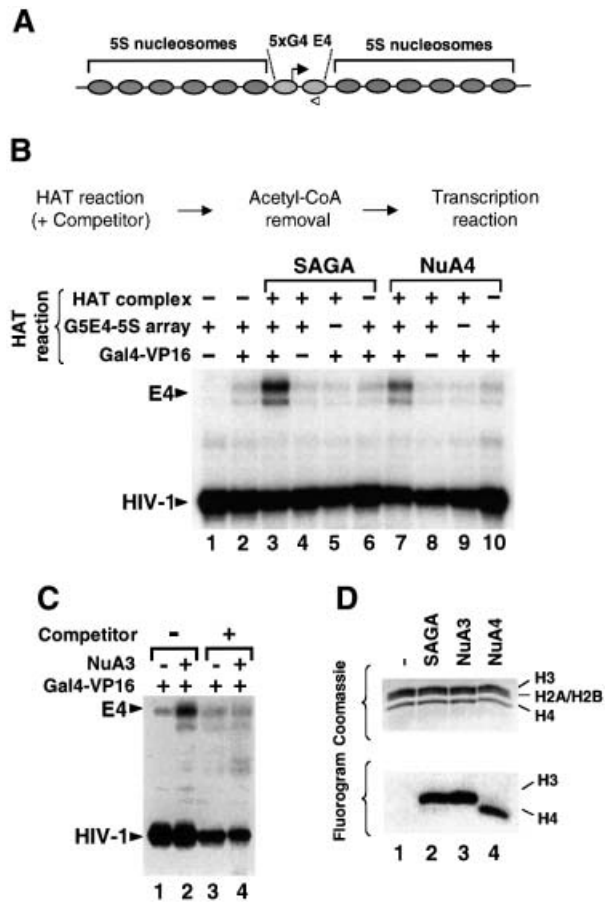 A
5S nucleosomes 5xG4 E4 5S nucleosomes
B
HAT reaction Acetyl-CoA Transcription
(+ Competitor) removal reaction
SAGA NuA4
HAT reaction
HAT complex - - + + + - + + + -
G5E4-5S array + + + + - + + + - +
Gal4-VP16 - + + - + + + - + +
E4
HIV-1
1 2 3 4 5 6 7 8 9 10
C
Competitor - +
NuA3 - + - +
Gal4-VP16 + + + +
E4
HIV-1
1 2 3 4
D
- SAGA NuA3 NuA4
Coomassie
H3
H2A/H2B
H4
Fluorogram
H3
H4
1 2 3 4